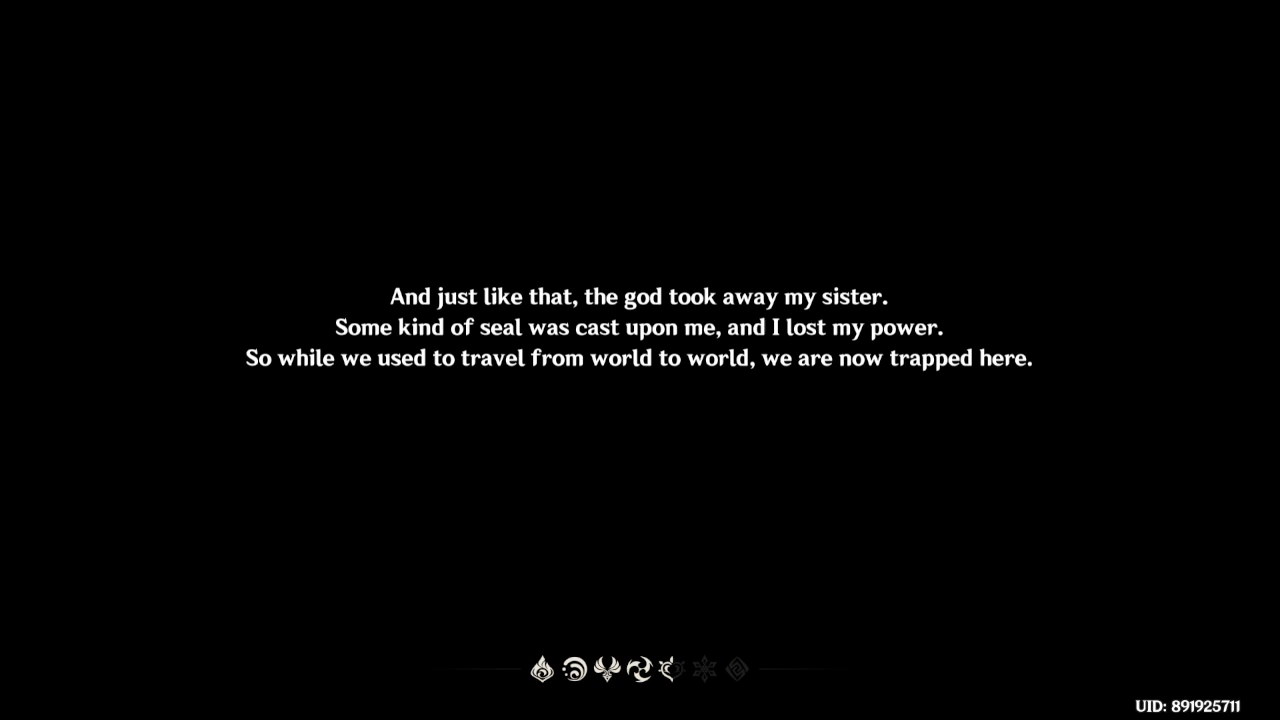 And just like that, the god took away my sister.
Some kind of seal was cast upon me, and I lost my power.
So while we used to travel from world to world, we are now trapped here.
UID: 891925711